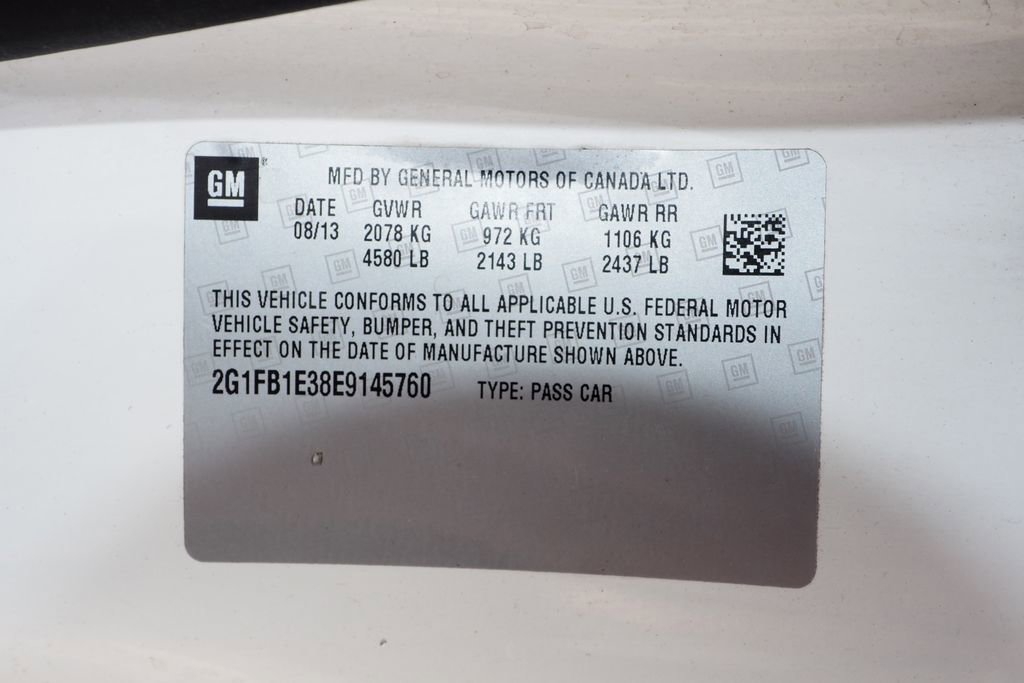 GM
MFD BY GENERAL MOTORS OF CANADA LTD.
DATE GVWR GAWR FRT GAWR RR
08/13 2078 KG 972 KG 1106 KG
4580 LB 2143 LB 2437 LB
THIS VEHICLE CONFORMS TO ALL APPLICABLE U.S. FEDERAL MOTOR
VEHICLE SAFETY, BUMPER, AND THEFT PREVENTION STANDARDS IN
EFFECT ON THE DATE OF MANUFACTURE SHOWN ABOVE.
2G1FB1E38E9145760 TYPE: PASS CAR